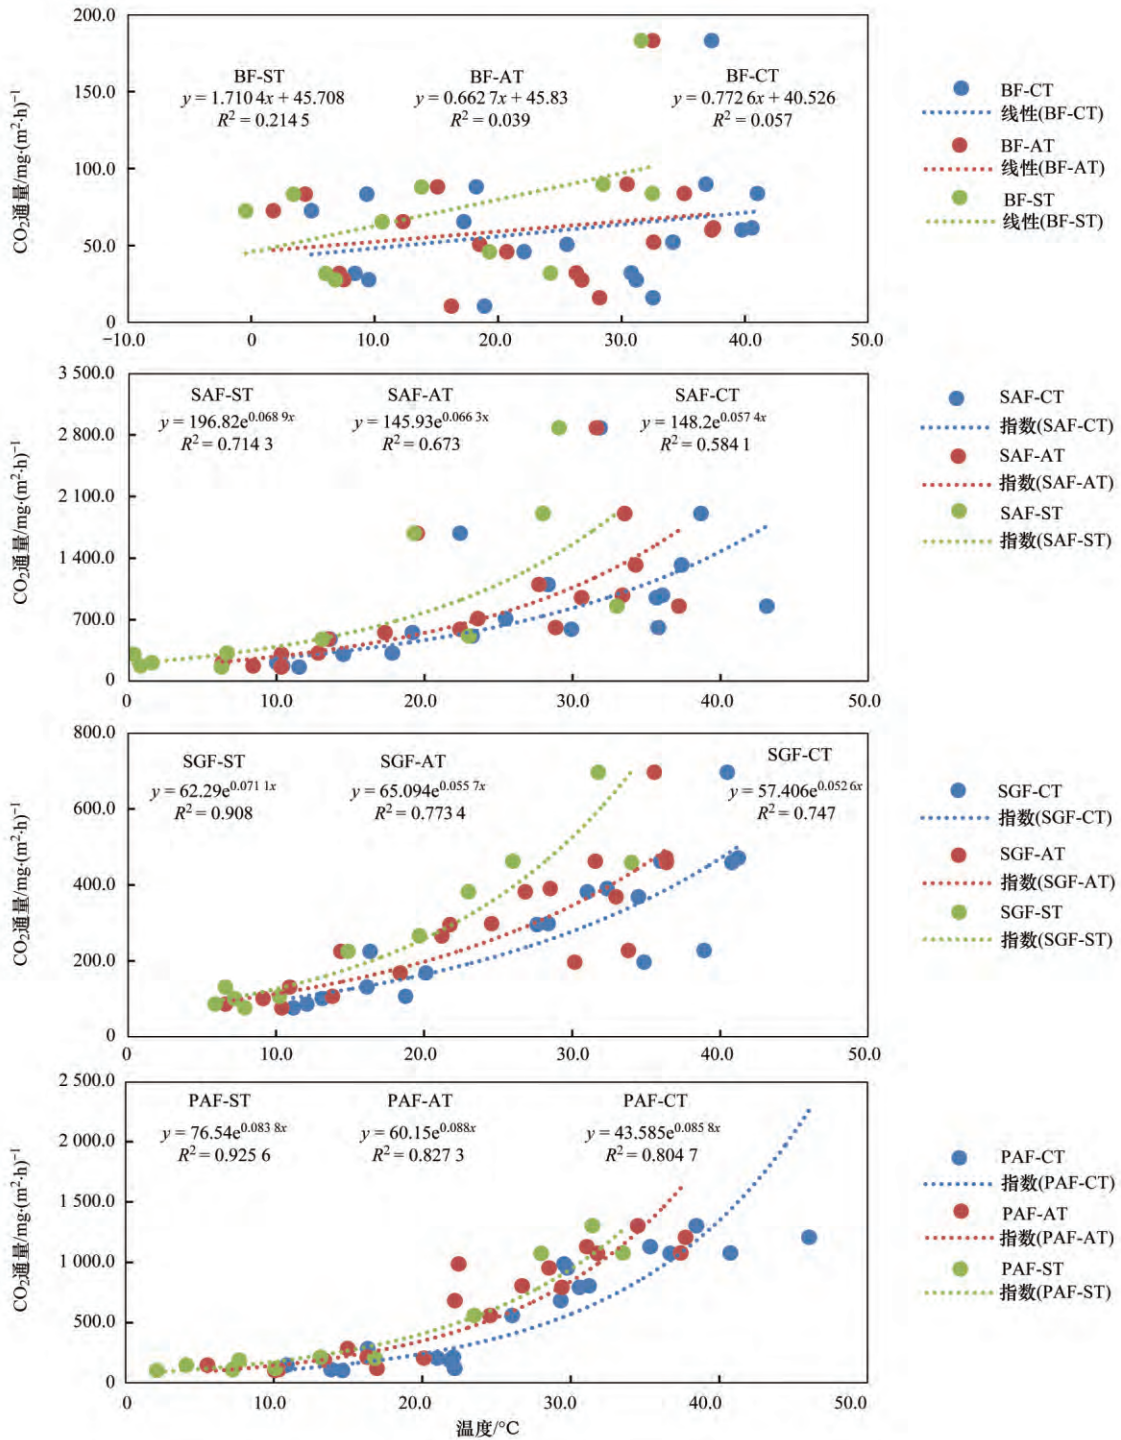 200.0
150.0
100.0
50.0
0
CO₂通量/mg·(m²·h)⁻¹
BF-ST
y = 1.710 4x + 45.708
R² = 0.214 5
BF-AT
y = 0.662 7x + 45.83
R² = 0.039
BF-CT
y = 0.772 6x + 40.526
R² = 0.057
−10.0 0 10.0 20.0 30.0 40.0 50.0
BF-CT
线性(BF-CT)
BF-AT
线性(BF-AT)
BF-ST
线性(BF-ST)
3 500.0
2 800.0
2 100.0
1 400.0
700.0
0
CO₂通量/mg·(m²·h)⁻¹
SAF-ST
y = 196.82e^0.068 9x
R² = 0.714 3
SAF-AT
y = 145.93e^0.066 3x
R² = 0.673
SAF-CT
y = 148.2e^0.057 4x
R² = 0.584 1
0 10.0 20.0 30.0 40.0 50.0
SAF-CT
指数(SAF-CT)
SAF-AT
指数(SAF-AT)
SAF-ST
指数(SAF-ST)
800.0
600.0
400.0
200.0
0
CO₂通量/mg·(m²·h)⁻¹
SGF-ST
y = 62.29e^0.071 1x
R² = 0.908
SGF-AT
y = 65.094e^0.055 7x
R² = 0.773 4
SGF-CT
y = 57.406e^0.052 6x
R² = 0.747
0 10.0 20.0 30.0 40.0 50.0
SGF-CT
指数(SGF-CT)
SGF-AT
指数(SGF-AT)
SGF-ST
指数(SGF-ST)
2 500.0
2 000.0
1 500.0
1 000.0
500.0
0
CO₂通量/mg·(m²·h)⁻¹
PAF-ST
y = 76.54e^0.083 8x
R² = 0.925 6
PAF-AT
y = 60.15e^0.088x
R² = 0.827 3
PAF-CT
y = 43.585e^0.085 8x
R² = 0.804 7
0 10.0 20.0 30.0 40.0 50.0
温度/°C
PAF-CT
指数(PAF-CT)
PAF-AT
指数(PAF-AT)
PAF-ST
指数(PAF-ST)